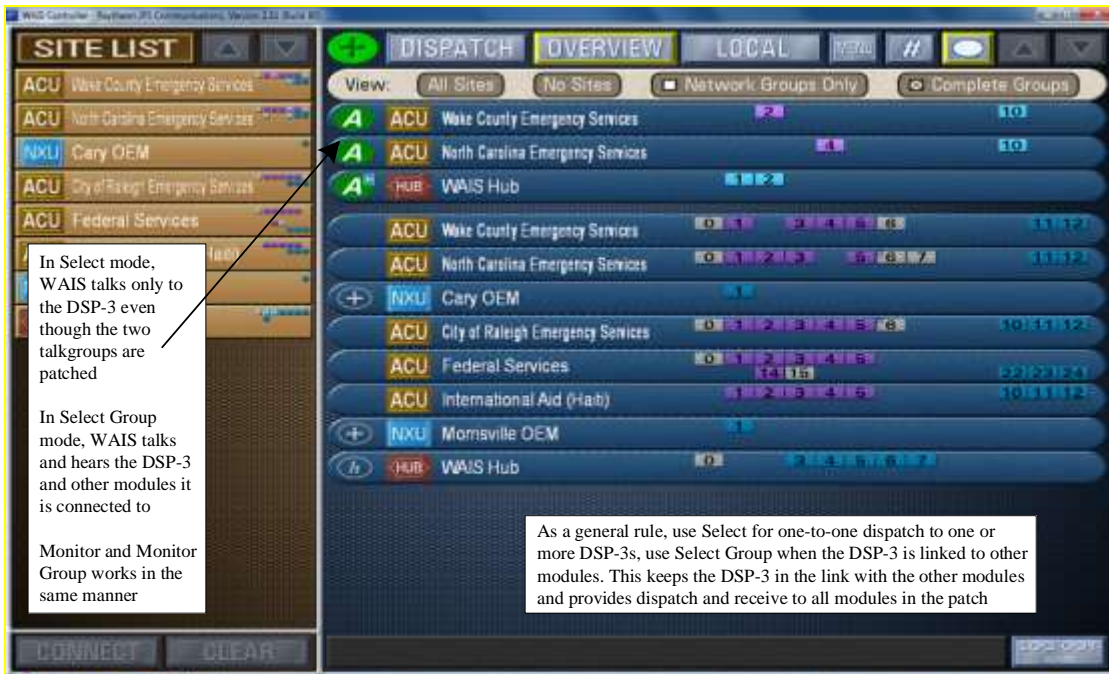 WAIS Controller - Raytheon JPS Communications, Version
SITE LIST
DISPATCH OVERVIEW LOCAL MENU #
View: All Sites No Sites Network Groups Only Complete Groups
ACU Wake County Emergency Services
ACU North Carolina Emergency Services
NXU Cary OEM
ACU City of Raleigh Emergency Services
ACU Federal Services
A ACU Wake County Emergency Services 2 10
A ACU North Carolina Emergency Services 4 10
A HUB WAIS Hub 1 2
ACU Wake County Emergency Services 0 1 3 4 5 6 11 12
ACU North Carolina Emergency Services 0 1 2 3 5 6 7 11 12
+ NXU Cary OEM 1
ACU City of Raleigh Emergency Services 0 1 2 3 4 5 6 10 11 12
ACU Federal Services 0 1 2 3 4 5
14 15 22 23 24
ACU International Aid (Haiti) 1 2 3 4 5 10 11 12
+ NXU Morrisville OEM 1
h HUB WAIS Hub 0 3 4 5 6 7
In Select mode,
WAIS talks only to
the DSP-3 even
though the two
talkgroups are
patched
In Select Group
mode, WAIS talks
and hears the DSP-3
and other modules it
is connected to
Monitor and Monitor
Group works in the
same manner
As a general rule, use Select for one-to-one dispatch to one or
more DSP-3s, use Select Group when the DSP-3 is linked to other
modules. This keeps the DSP-3 in the link with the other modules
and provides dispatch and receive to all modules in the patch
CONNECT CLEAR